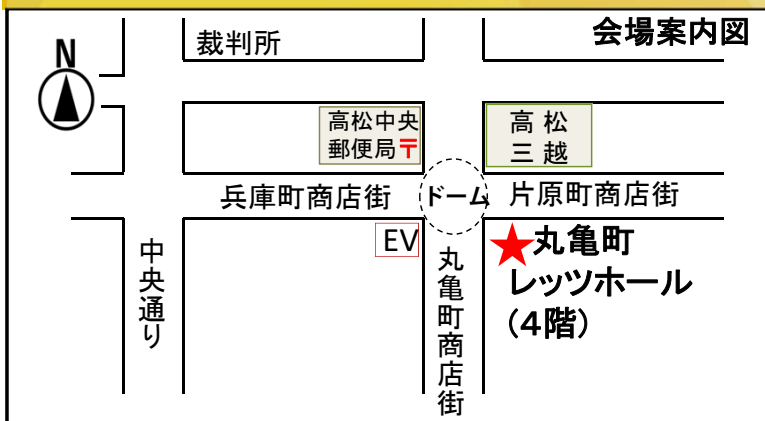 会場案内図
N
裁判所
高松中央
郵便局〒
高松
三越
兵庫町商店街
ドーム
片原町商店街
EV
★丸亀町
レッツホール
(4階)
中央通り
丸亀町商店街